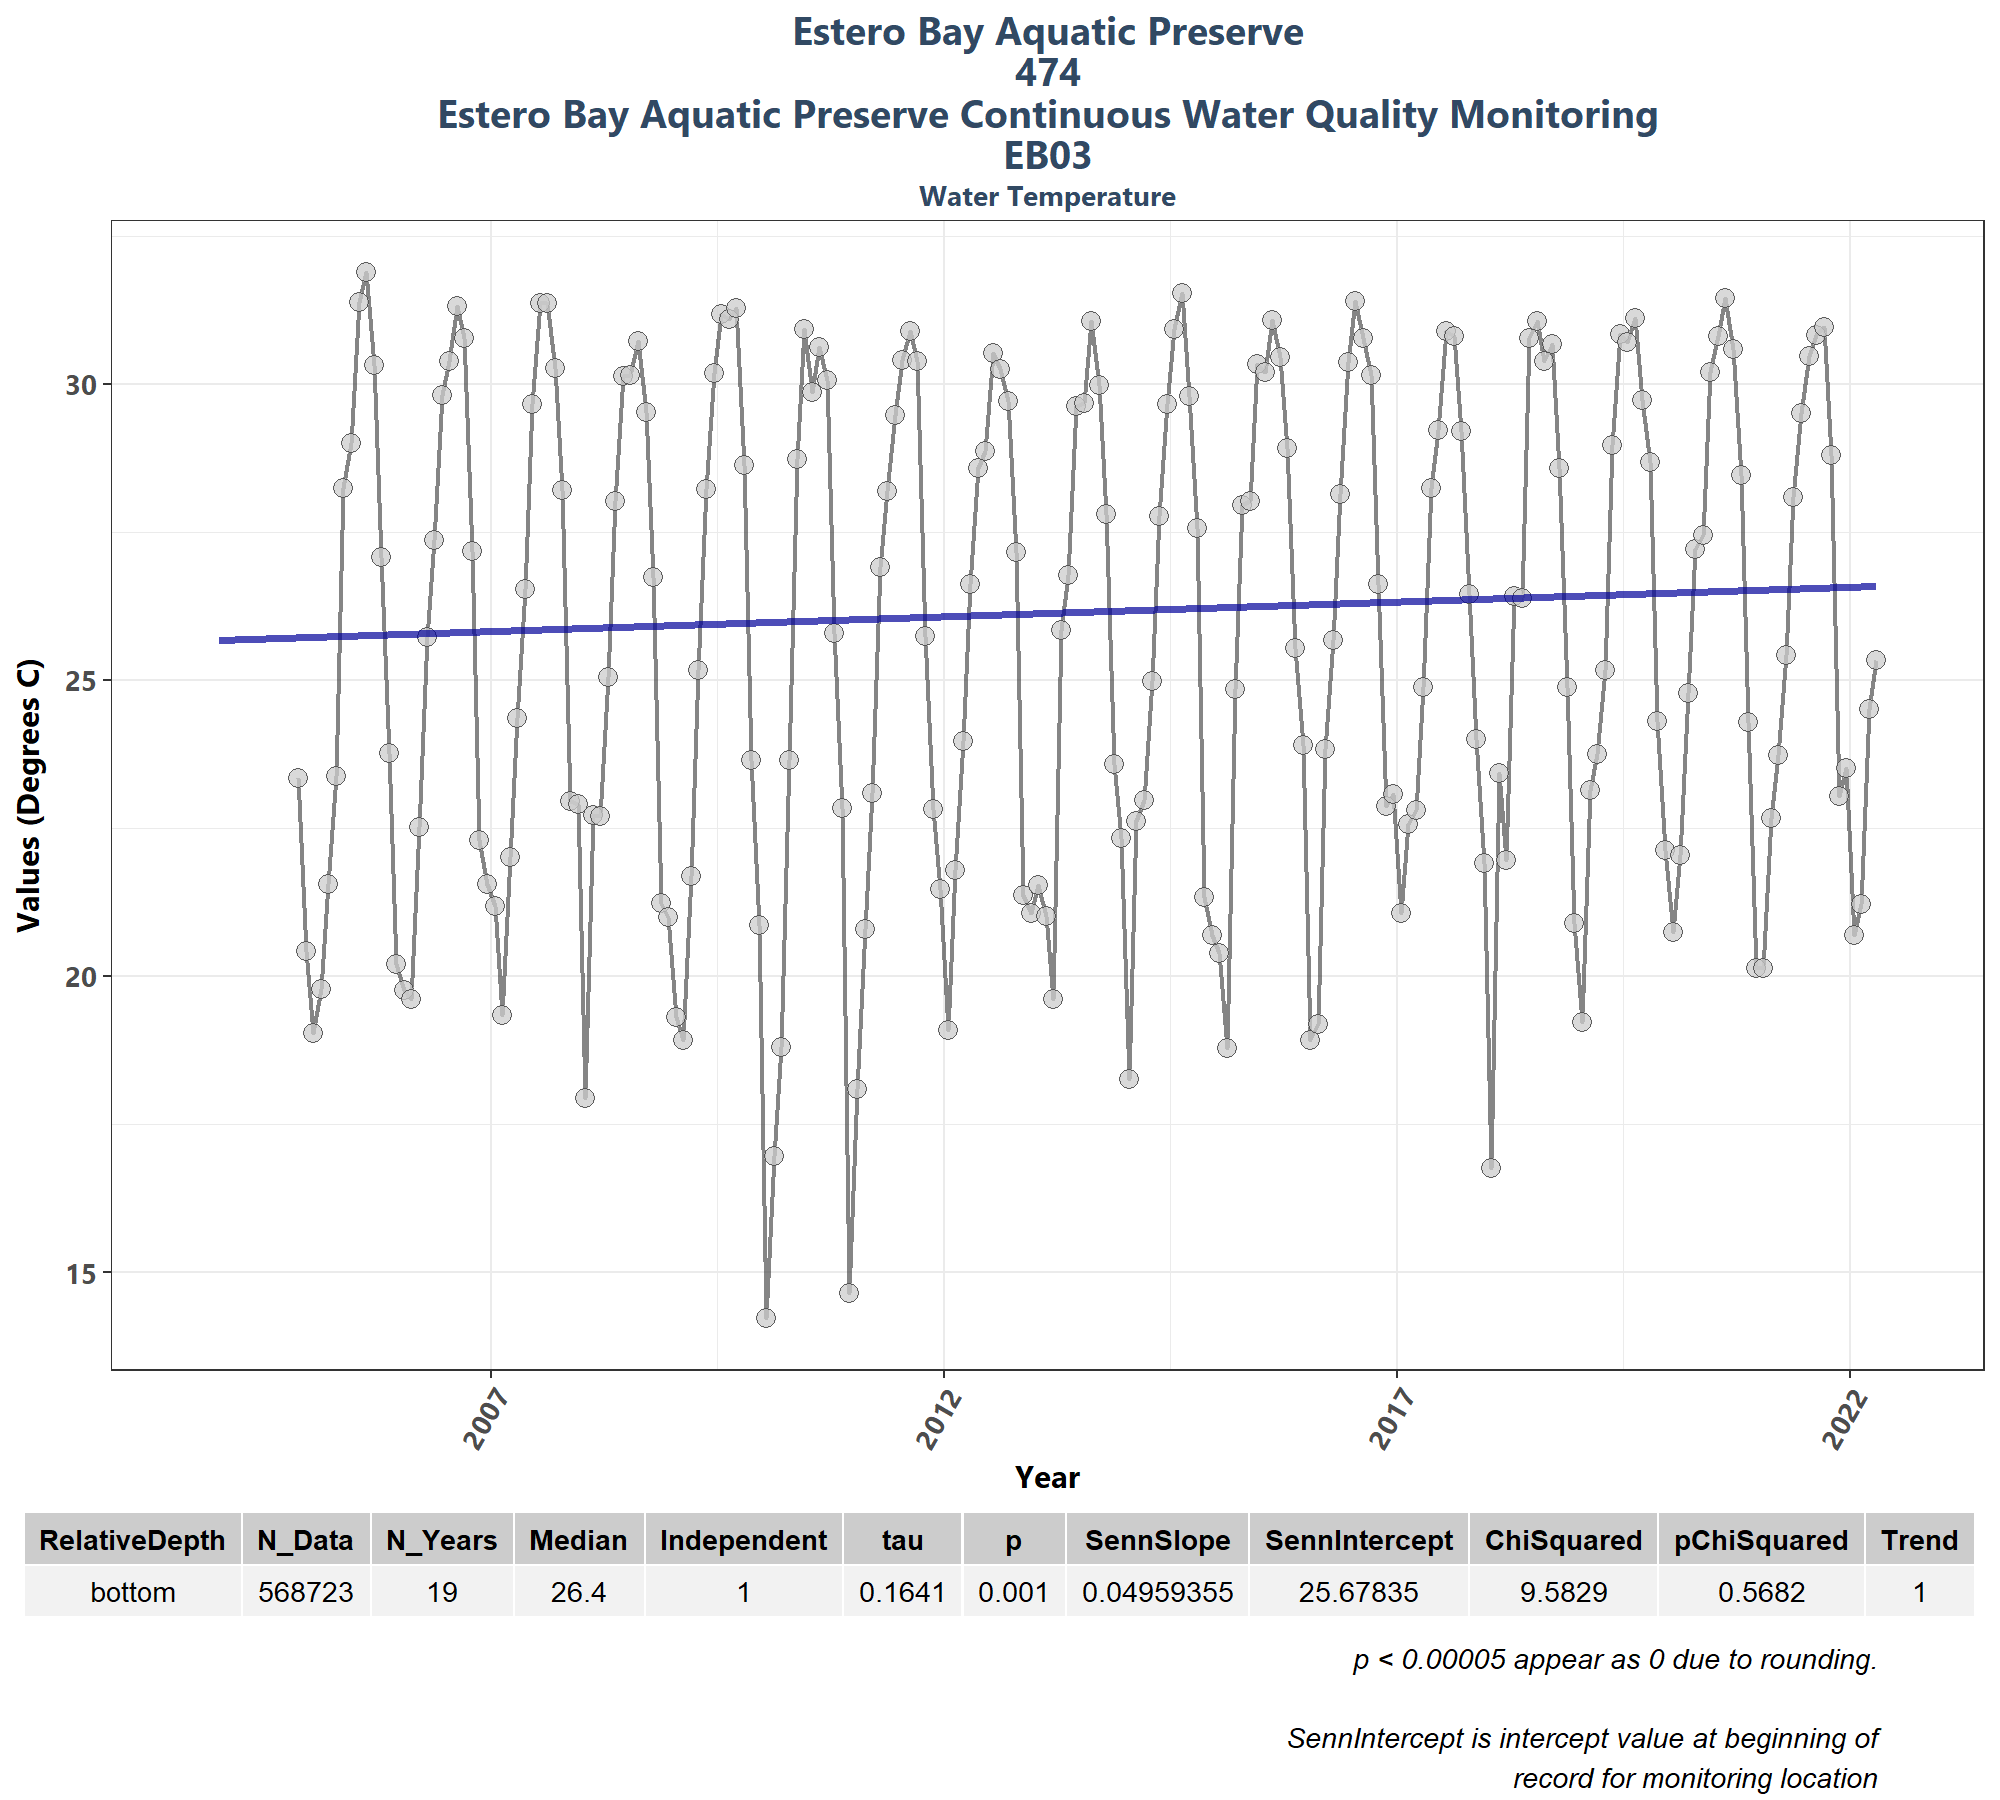 Estero Bay Aquatic Preserve
474
Estero Bay Aquatic Preserve Continuous Water Quality Monitoring
EB03
Water Temperature
Values (Degrees C)
30
25
20
15
2007
2012
2017
2022
Year
RelativeDepth N_Data N_Years Median Independent tau p SennSlope SennIntercept ChiSquared pChiSquared Trend
bottom 568723 19 26.4 1 0.1641 0.001 0.04959355 25.67835 9.5829 0.5682 1
p < 0.00005 appear as 0 due to rounding.
SennIntercept is intercept value at beginning of
record for monitoring location